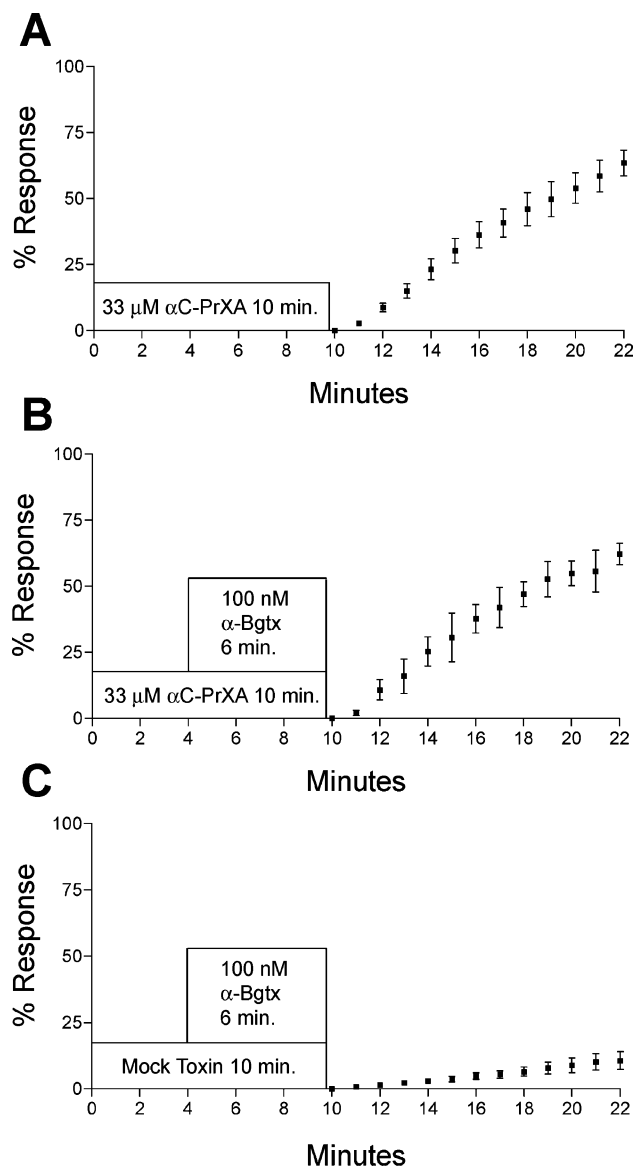 A
100
75
50
25
0
% Response
33 μM αC-PrXA 10 min.
0 2 4 6 8 10 12 14 16 18 20 22
Minutes
B
100
75
50
25
0
% Response
100 nM
α-Bgtx
6 min.
33 μM αC-PrXA 10 min.
0 2 4 6 8 10 12 14 16 18 20 22
Minutes
C
100
75
50
25
0
% Response
100 nM
α-Bgtx
6 min.
Mock Toxin 10 min.
0 2 4 6 8 10 12 14 16 18 20 22
Minutes